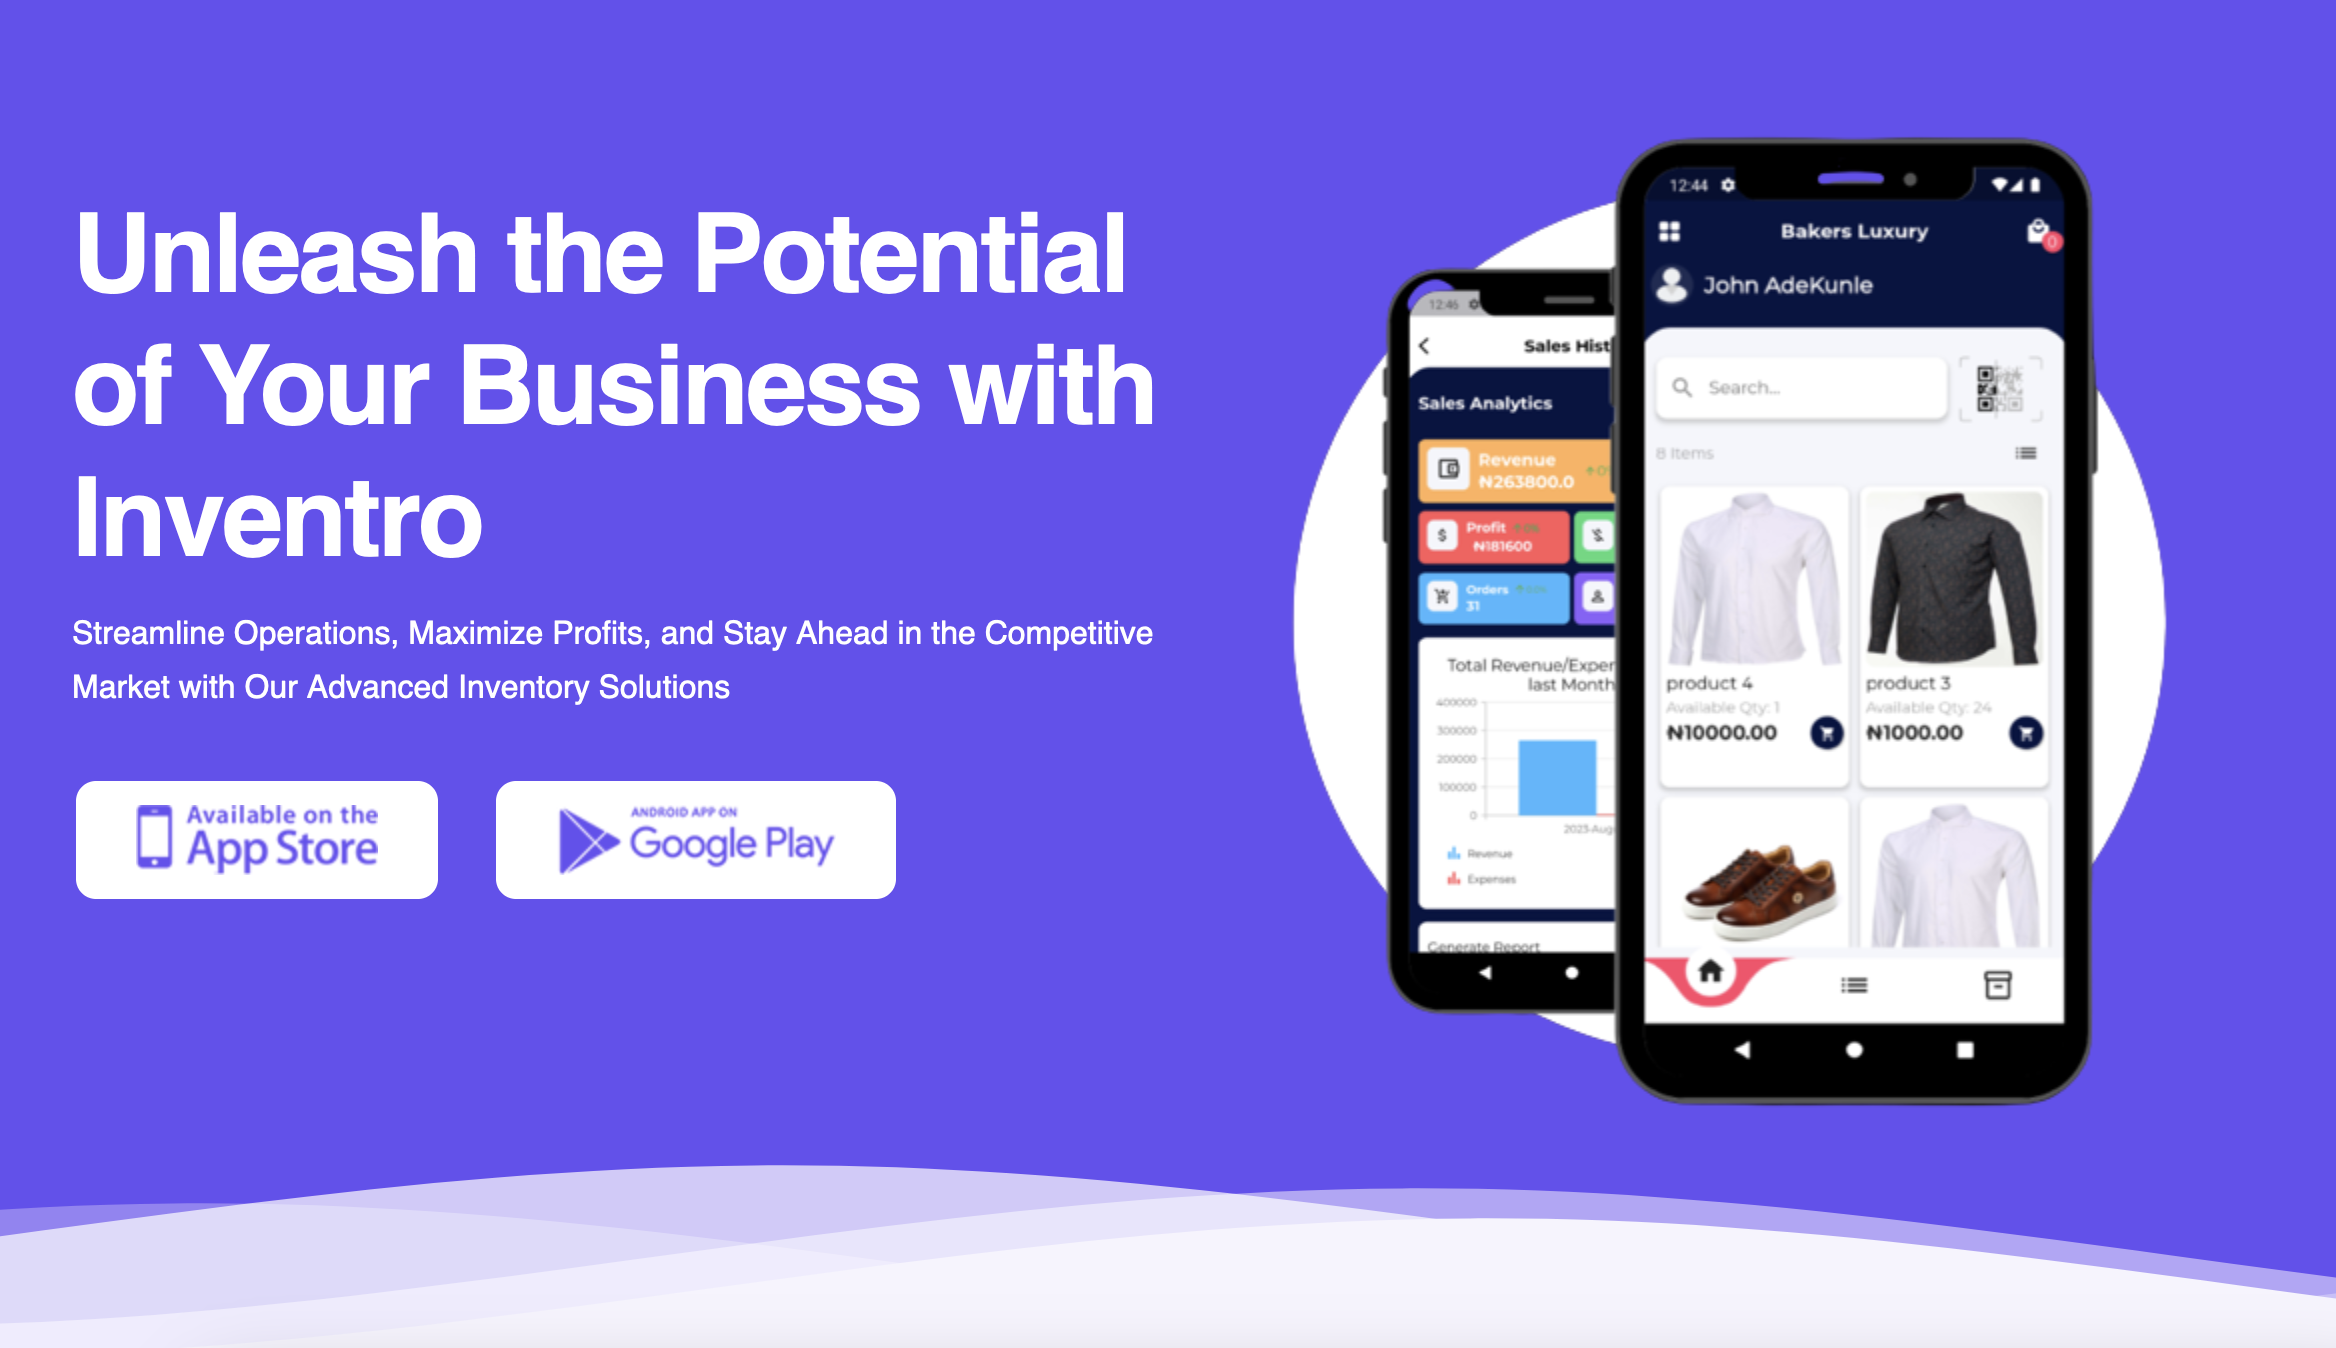 Unleash the Potential
of Your Business with
Inventro
Streamline Operations, Maximize Profits, and Stay Ahead in the Competitive
Market with Our Advanced Inventory Solutions
Available on the
App Store
ANDROID APP ON
Google Play
12:46
Sales Hist
Sales Analytics
Revenue
₦263800.0
Profit
₦181600
Orders
31
Total Revenue/Exper
last Month
400000
300000
200000
100000
0
2023-Aug
Revenue
Expenses
Generate Report
12:44
Bakers Luxury
0
John AdeKunle
Search...
8 Items
product 4
Available Qty: 1
₦10000.00
product 3
Available Qty: 24
₦1000.00